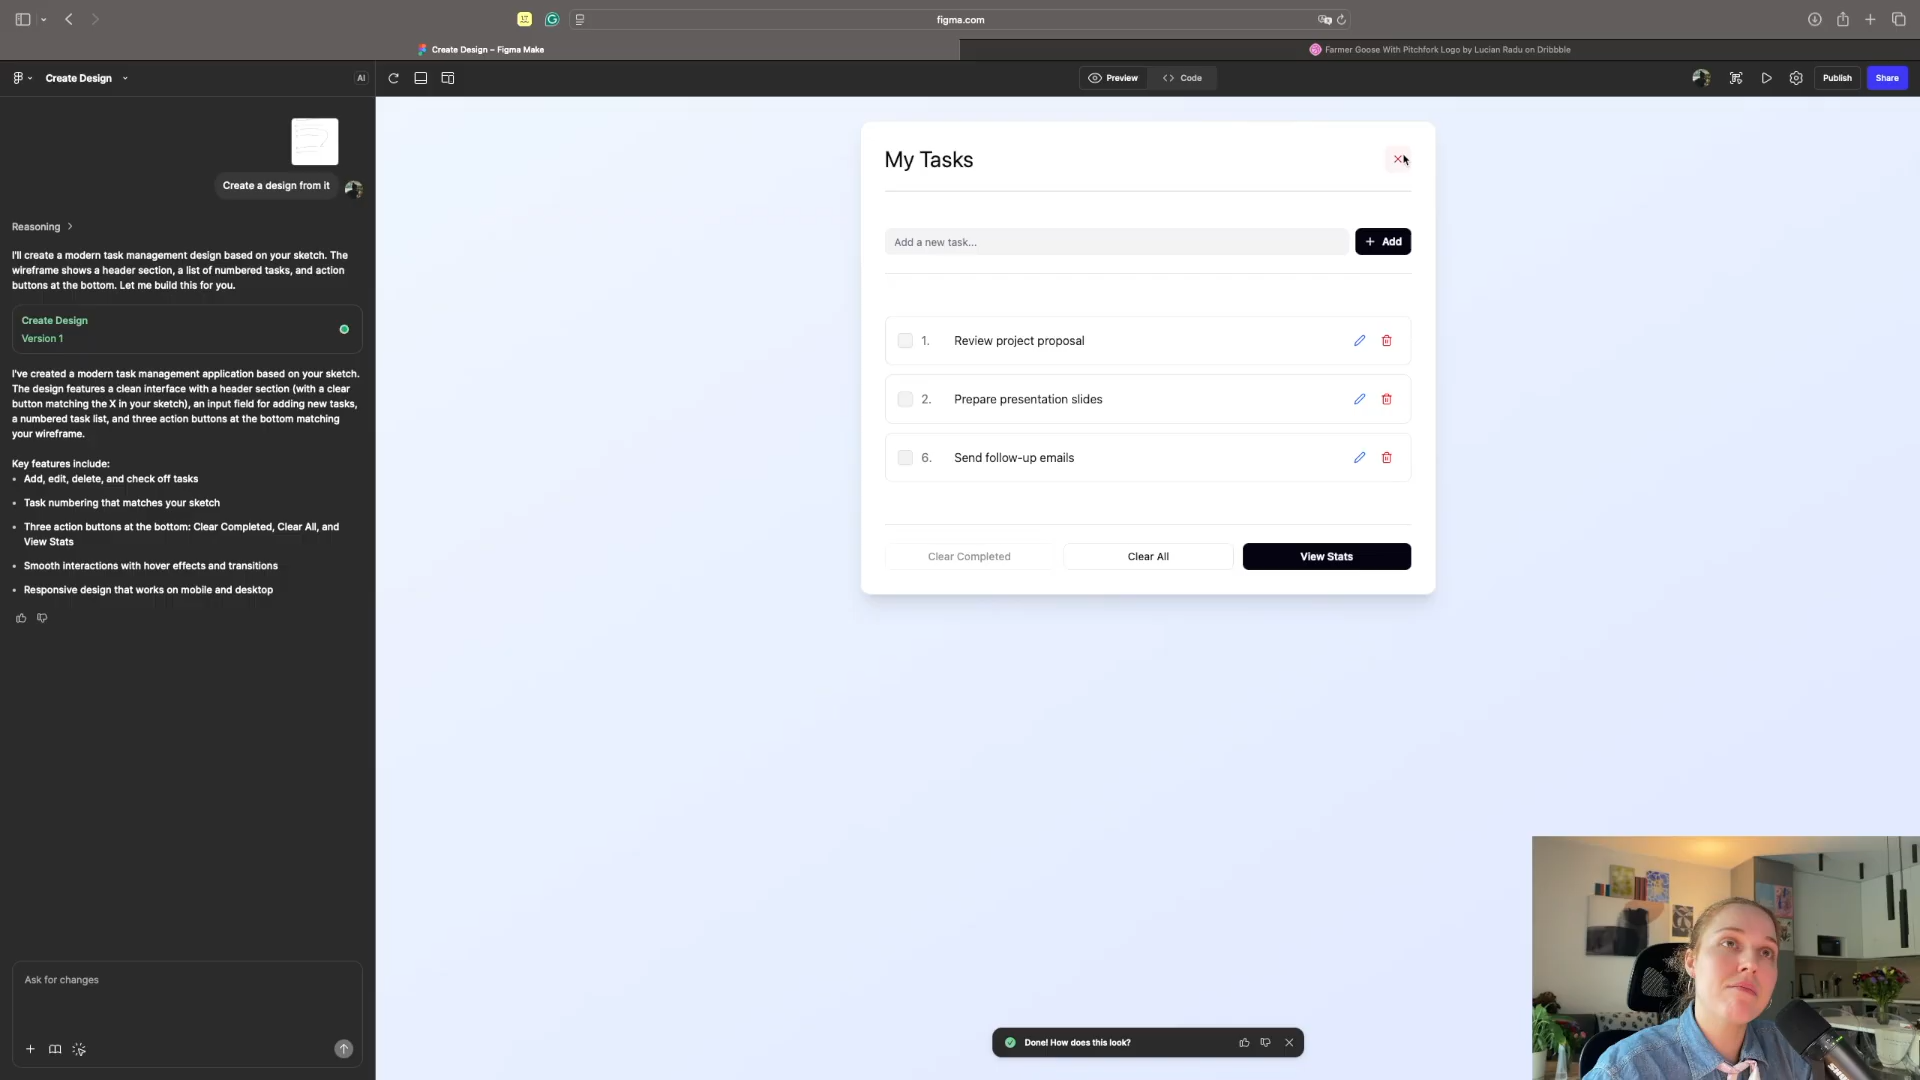 figma.com
Create Design – Figma Make
Farmer Goose With Pitchfork Logo by Lucian Radu on Dribbble
Create Design
AI
Preview
Code
Publish
Share
Create a design from it
Reasoning
I'll create a modern task management design based on your sketch. The
wireframe shows a header section, a list of numbered tasks, and action
buttons at the bottom. Let me build this for you.
Create Design
Version 1
I've created a modern task management application based on your sketch.
The design features a clean interface with a header section (with a clear
button matching the X in your sketch), an input field for adding new tasks,
a numbered task list, and three action buttons at the bottom matching
your wireframe.
Key features include:
• Add, edit, delete, and check off tasks
• Task numbering that matches your sketch
• Three action buttons at the bottom: Clear Completed, Clear All, and
View Stats
• Smooth interactions with hover effects and transitions
• Responsive design that works on mobile and desktop
Ask for changes
My Tasks
Add a new task...
+ Add
1. Review project proposal
2. Prepare presentation slides
6. Send follow-up emails
Clear Completed
Clear All
View Stats
Done! How does this look?